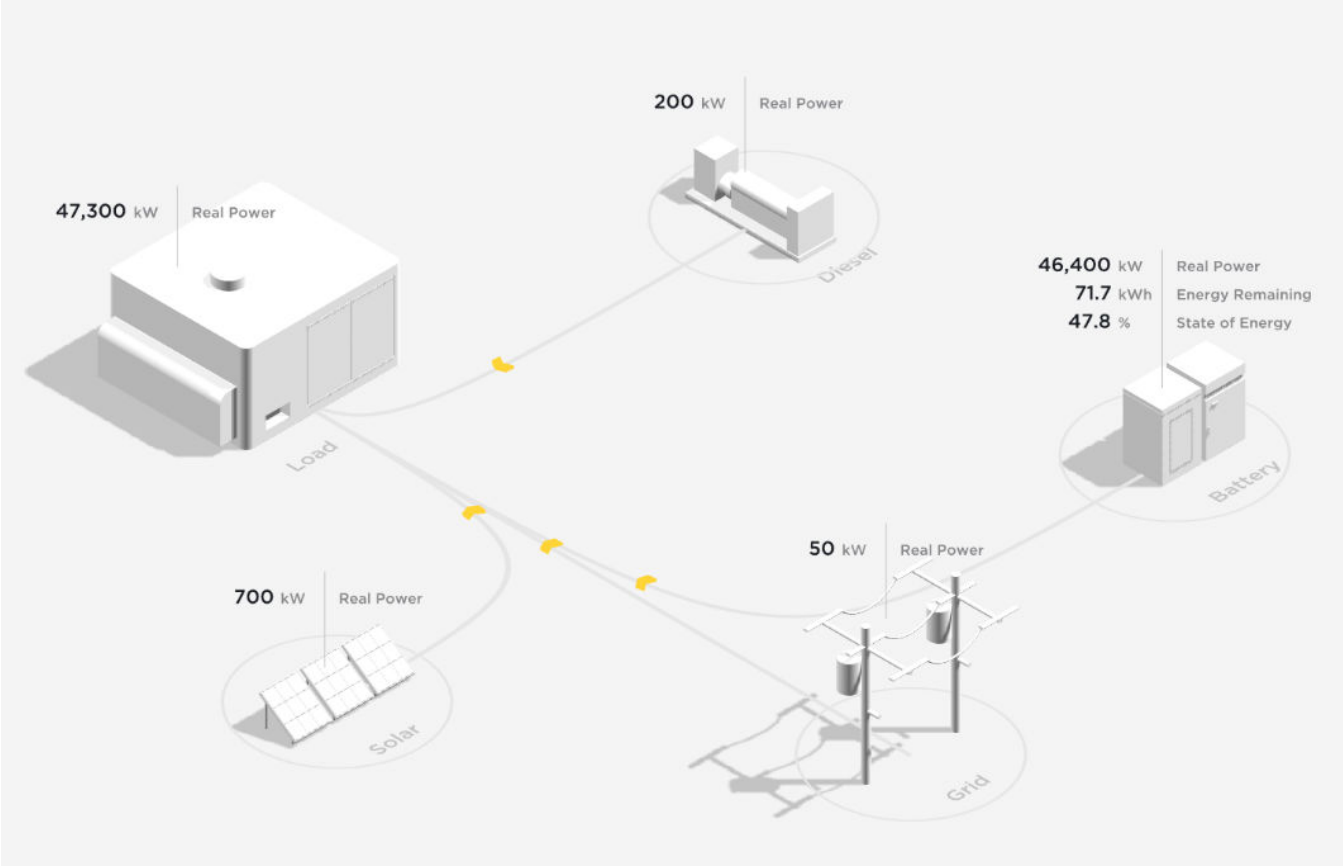 200 kW Real Power
Diesel
47,300 kW Real Power
Load
46,400 kW Real Power
71.7 kWh Energy Remaining
47.8 % State of Energy
Battery
50 kW Real Power
Grid
700 kW Real Power
Solar